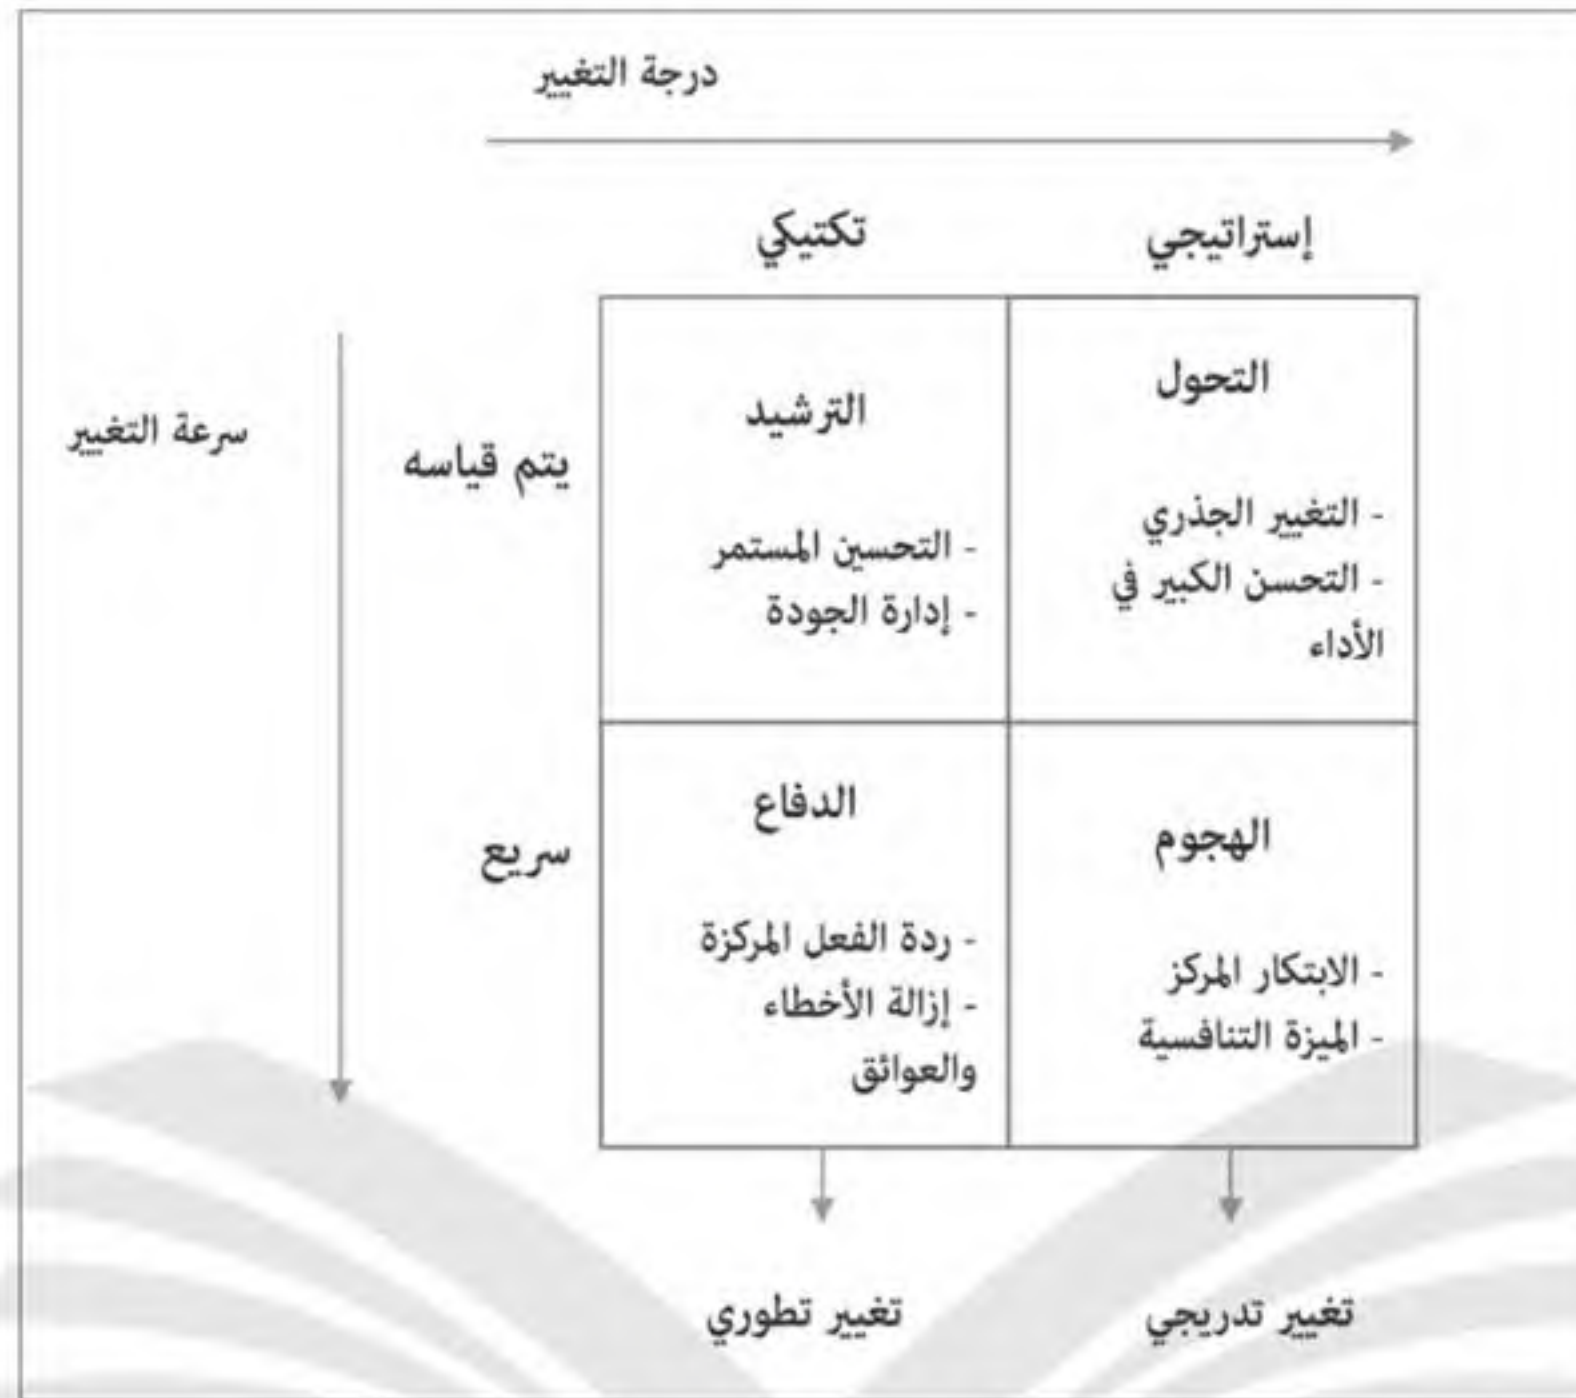 درجة التغيير
إستراتيجي
تكتيكي
سرعة التغيير
يتم قياسه
سريع
التحول
- التغيير الجذري
- التحسن الكبير في
الأداء
الترشيد
- التحسين المستمر
- إدارة الجودة
الهجوم
- الابتكار المركز
- الميزة التنافسية
الدفاع
- ردة الفعل المركزة
- إزالة الأخطاء
والعوائق
تغيير تدريجي
تغيير تطوري